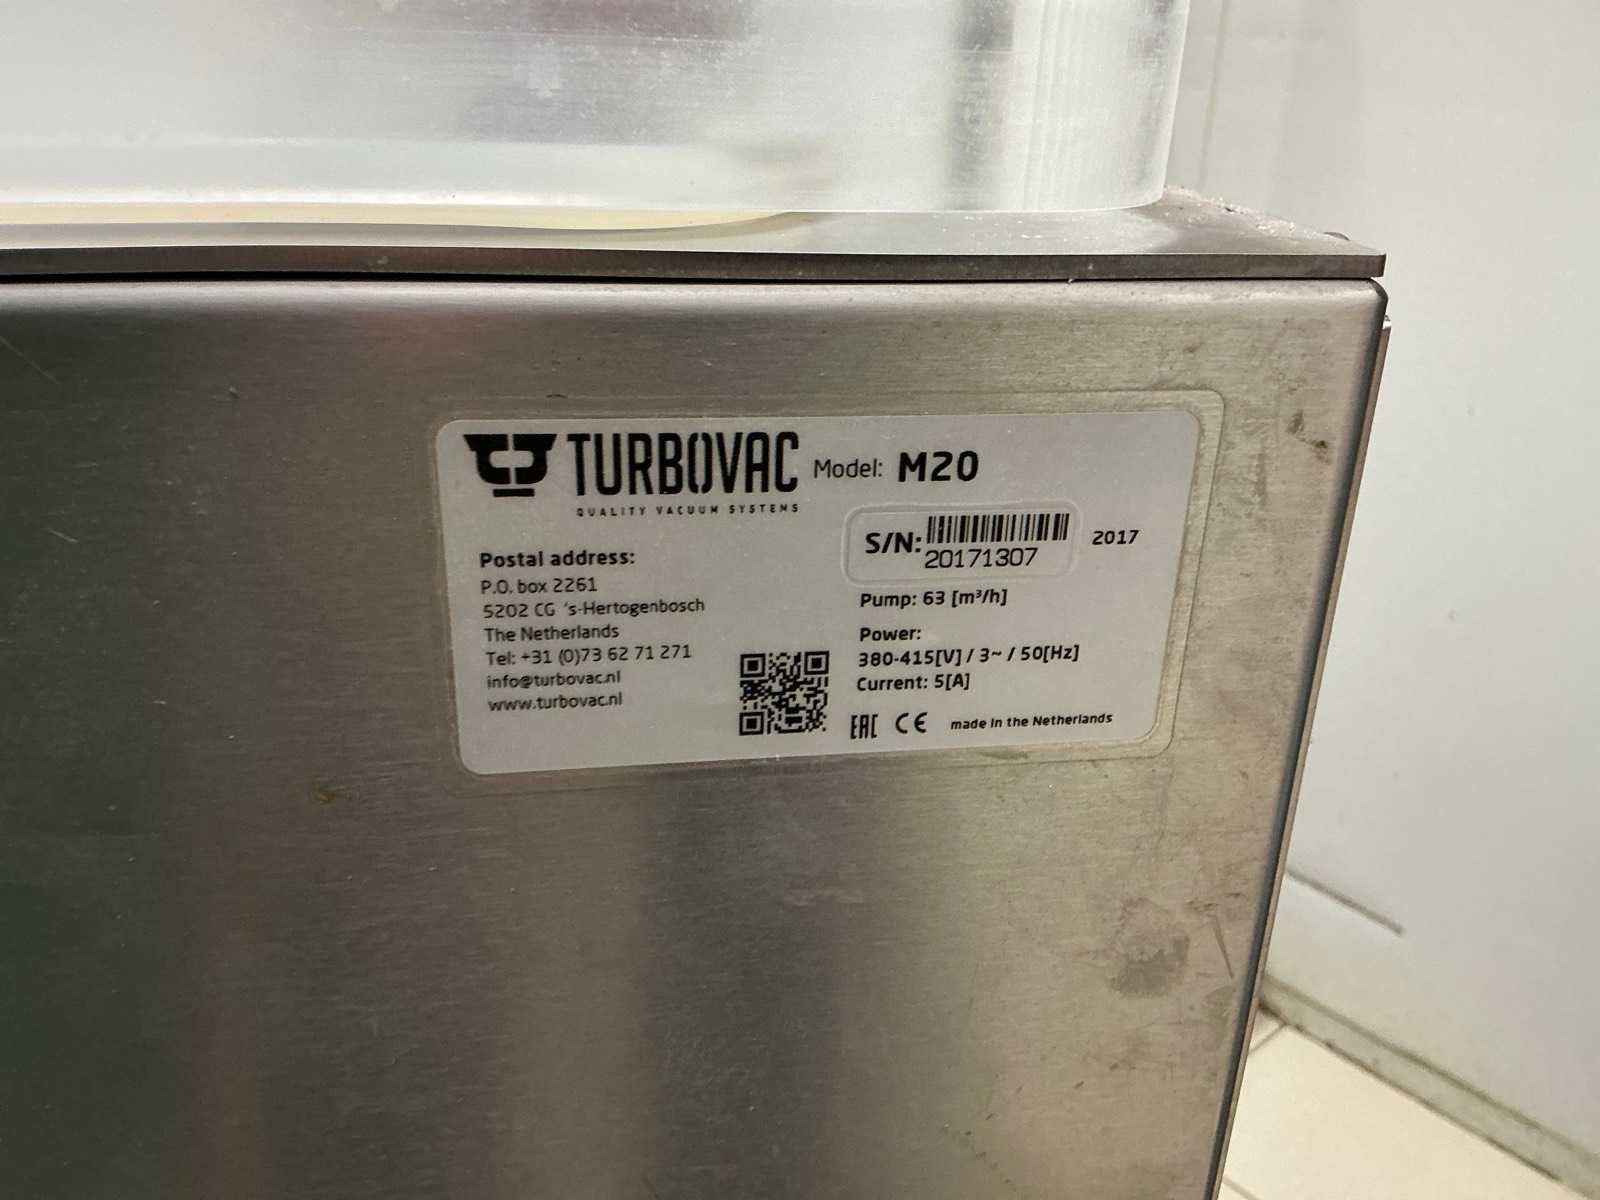 TURBOVAC
QUALITY VACUUM SYSTEMS
Model: M20
S/N:
20171307
2017
Postal address:
P.O. box 2261
5202 CG 's-Hertogenbosch
The Netherlands
Tel: +31 (0)73 62 71 271
info@turbovac.nl
www.turbovac.nl
Pump: 63 [m³/h]
Power:
380-415[V] / 3~ / 50[Hz]
Current: 5[A]
EAC CE made in the Netherlands